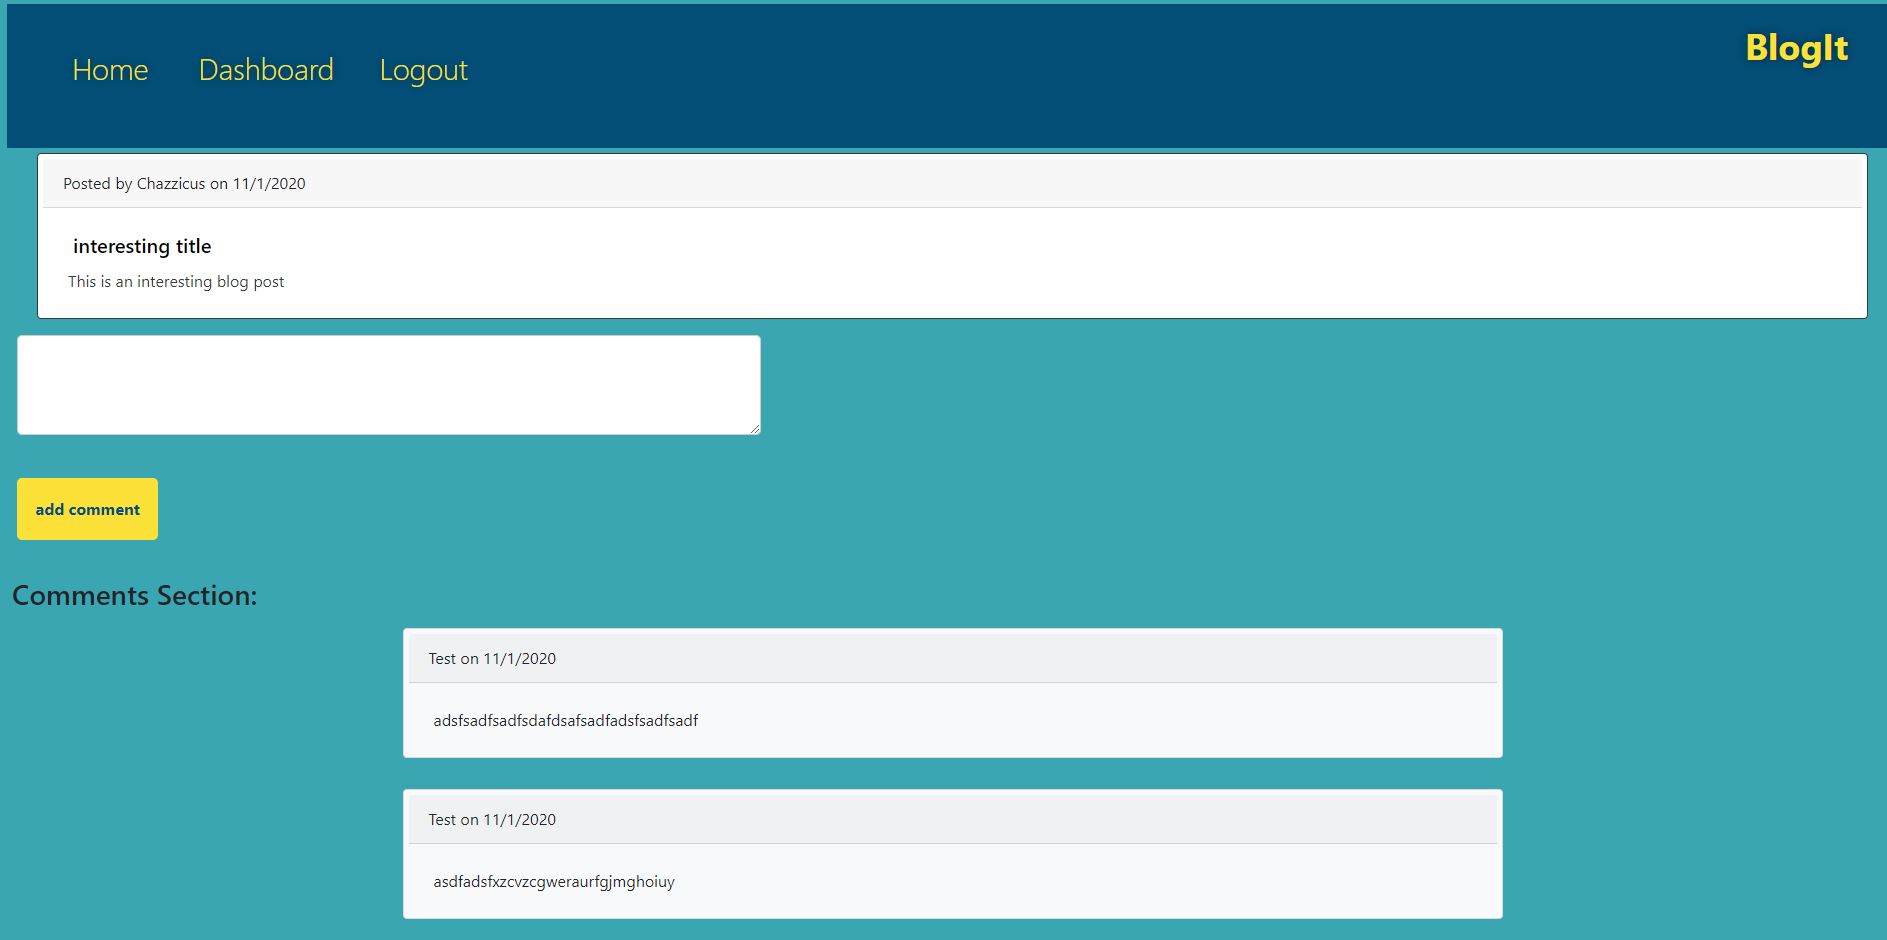 Home Dashboard Logout BlogIt
Posted by Chazzicus on 11/1/2020
interesting title
This is an interesting blog post
add comment
Comments Section:
Test on 11/1/2020
adsfsadfsadfsdafdsafsadfadsfsadfsadf
Test on 11/1/2020
asdfadsfxzcvzcgweraurfgjmghoiuy